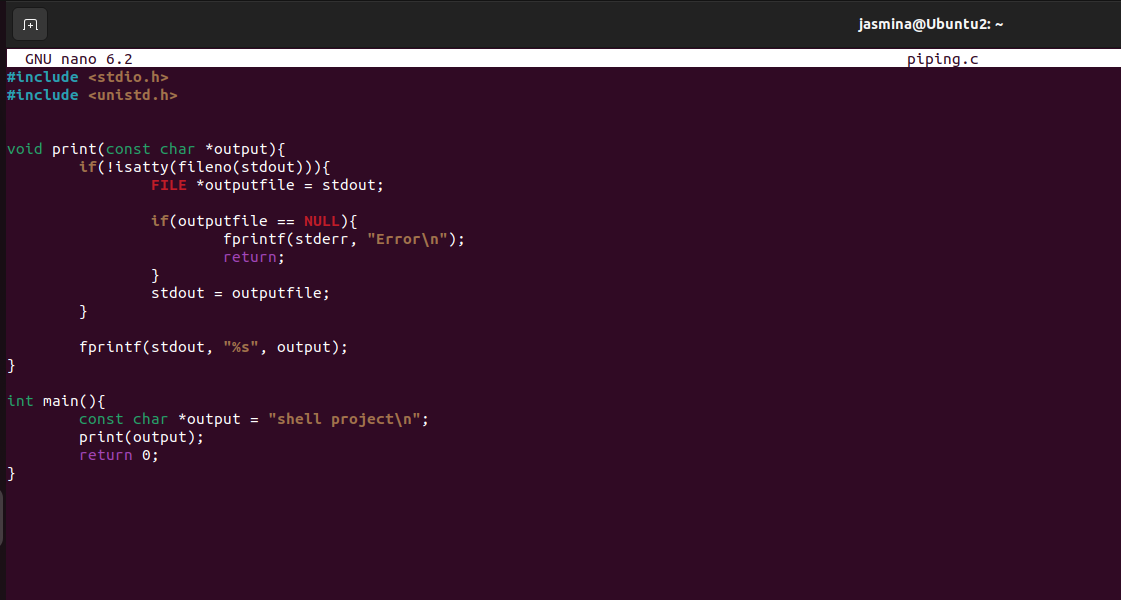 jasmina@Ubuntu2: ~
GNU nano 6.2 piping.c
#include <stdio.h>
#include <unistd.h>
void print(const char *output){
if(!isatty(fileno(stdout))){
FILE *outputfile = stdout;
if(outputfile == NULL){
fprintf(stderr, "Error\n");
return;
}
stdout = outputfile;
}
fprintf(stdout, "%s", output);
}
int main(){
const char *output = "shell project\n";
print(output);
return 0;
}